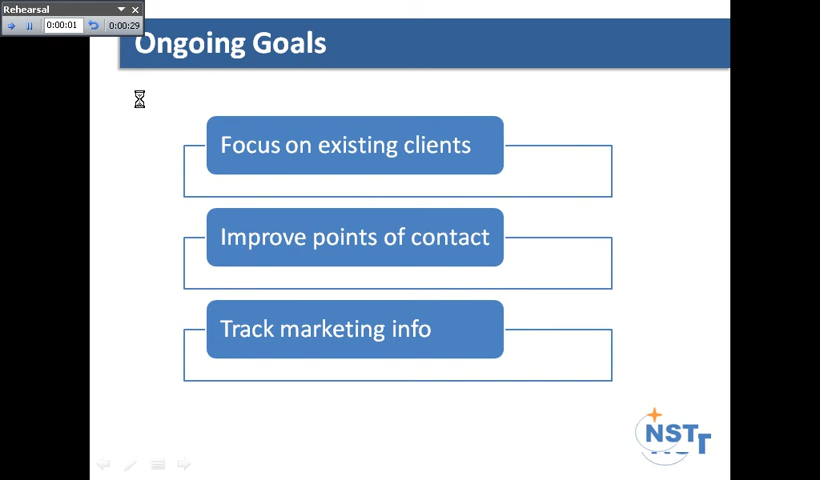 Rehearsal
0:00:01
0:00:29
Ongoing Goals
Focus on existing clients
Improve points of contact
Track marketing info
NST